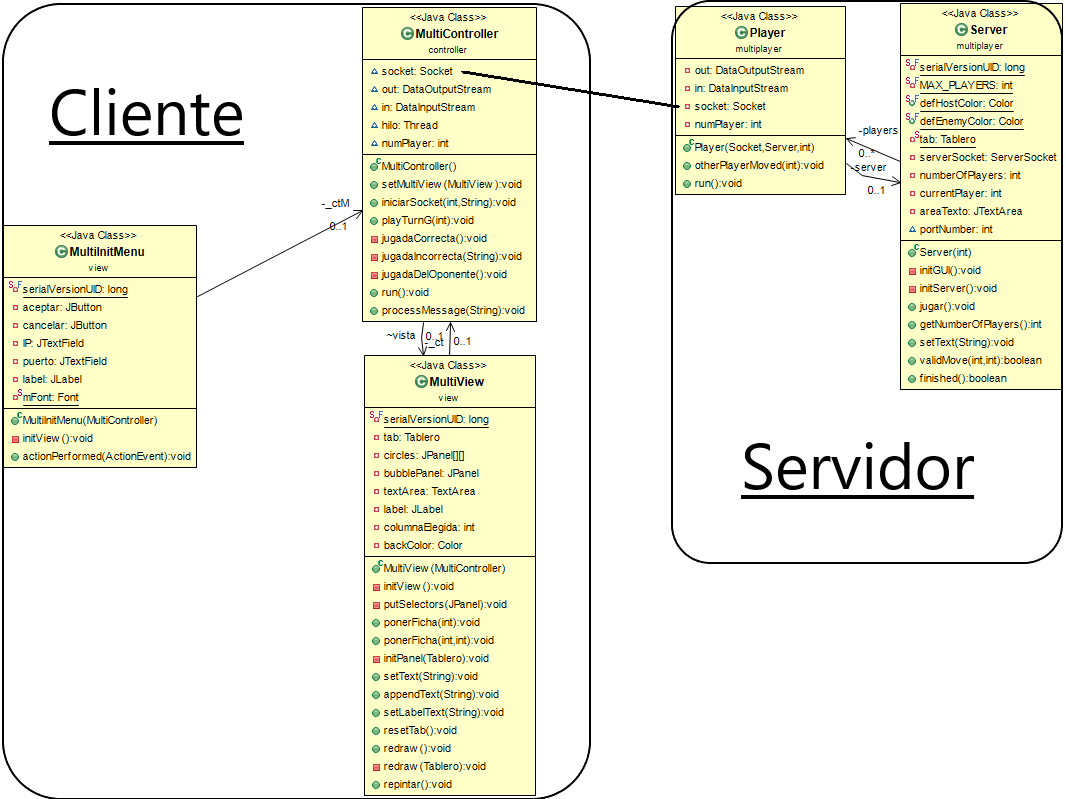 Cliente
<<Java Class>>
MultiController
controller
socket: Socket
out: DataOutputStream
in: DataInputStream
hilo: Thread
numPlayer: int
MultiController()
setMultiView(MultiView):void
iniciarSocket(int,String):void
playTurnG(int):void
jugadaCorrecta():void
jugadaIncorrecta(String):void
jugadaDelOponente():void
run():void
processMessage(String):void
-_ctM
0..1
<<Java Class>>
MultiInitMenu
view
serialVersionUID: long
aceptar: JButton
cancelar: JButton
IP: JTextField
puerto: JTextField
label: JLabel
mFont: Font
MultiInitMenu(MultiController)
initView():void
actionPerformed(ActionEvent):void
~vista
0..1
-_ct
0..1
<<Java Class>>
MultiView
view
serialVersionUID: long
tab: Tablero
circles: JPanel[][]
bubblePanel: JPanel
textArea: TextArea
label: JLabel
columnaElegida: int
backColor: Color
MultiView(MultiController)
initView():void
putSelectors(JPanel):void
ponerFicha(int):void
ponerFicha(int,int):void
initPanel(Tablero):void
setText(String):void
appendText(String):void
setLabelText(String):void
resetTab():void
redraw():void
redraw(Tablero):void
repintar():void
<<Java Class>>
Player
multiplayer
out: DataOutputStream
in: DataInputStream
socket: Socket
numPlayer: int
Player(Socket,Server,int)
otherPlayerMoved(int):void
run():void
-players
0..*
-server
0..1
<<Java Class>>
Server
multiplayer
serialVersionUID: long
MAX_PLAYERS: int
defHostColor: Color
defEnemyColor: Color
tab: Tablero
serverSocket: ServerSocket
numberOfPlayers: int
currentPlayer: int
areaTexto: JTextArea
portNumber: int
Server(int)
initGUI():void
initServer():void
jugar():void
getNumberOfPlayers():int
setText(String):void
validMove(int,int):boolean
finished():boolean
Servidor